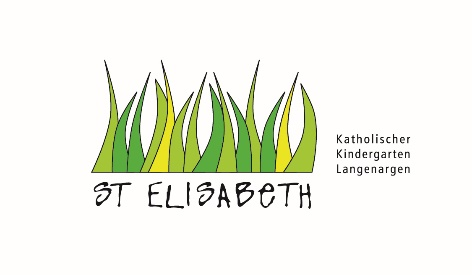 Katholischer
Kindergarten
Langenargen
ST ELISABETH